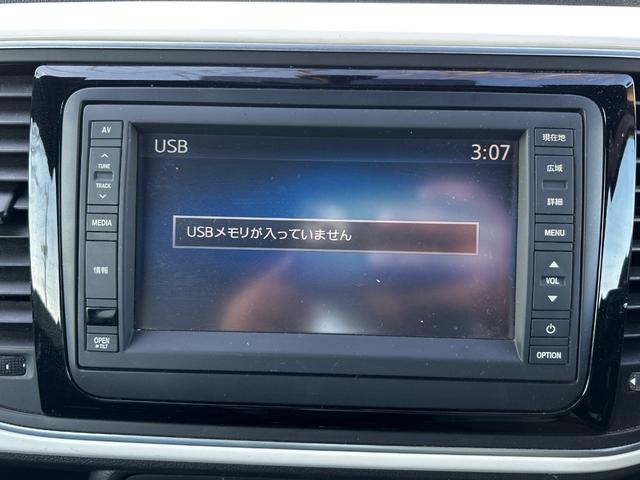 AV
TUNE
TRACK
MEDIA
情報
OPEN
TILT
USB
3:07
USBメモリが入っていません
現在地
広域
詳細
MENU
VOL
OPTION